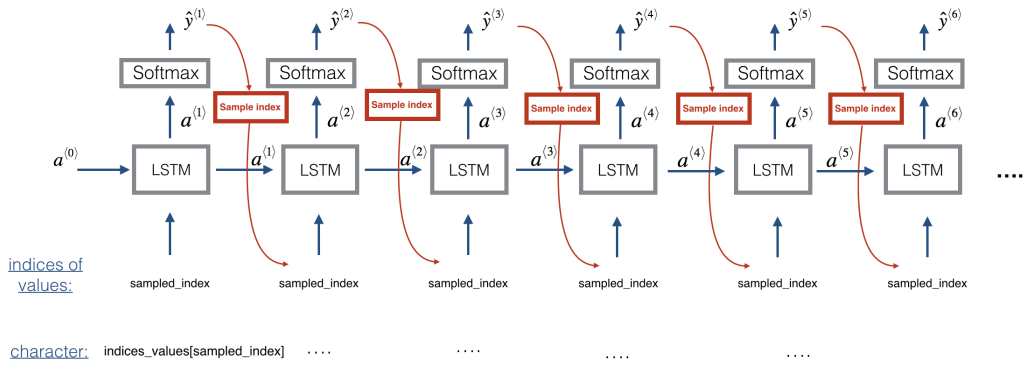 ŷ⟨1⟩ ŷ⟨2⟩ ŷ⟨3⟩ ŷ⟨4⟩ ŷ⟨5⟩ ŷ⟨6⟩
Softmax Softmax Softmax Softmax Softmax Softmax
Sample index Sample index Sample index Sample index Sample index
a⟨1⟩ a⟨2⟩ a⟨3⟩ a⟨4⟩ a⟨5⟩ a⟨6⟩
a⟨0⟩ a⟨1⟩ a⟨2⟩ a⟨3⟩ a⟨4⟩ a⟨5⟩
LSTM LSTM LSTM LSTM LSTM LSTM ....
indices of
values:
sampled_index sampled_index sampled_index sampled_index sampled_index sampled_index
character: indices_values[sampled_index] .... .... .... ....